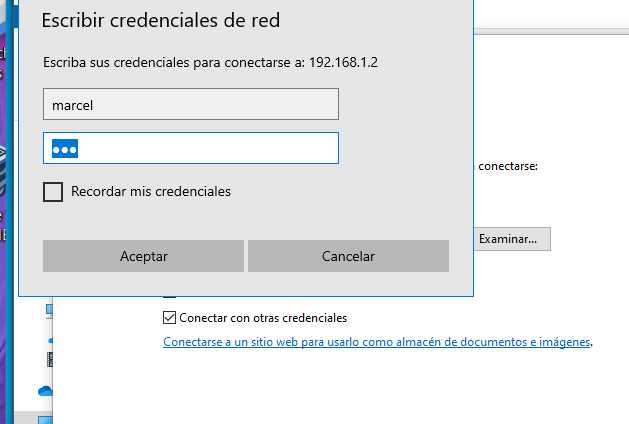 Escribir credenciales de red
Escriba sus credenciales para conectarse a: 192.168.1.2
marcel
●●●
conectarse:
Recordar mis credenciales
Aceptar
Cancelar
Examinar...
Conectar con otras credenciales
Conectarse a un sitio web para usarlo como almacén de documentos e imágenes.